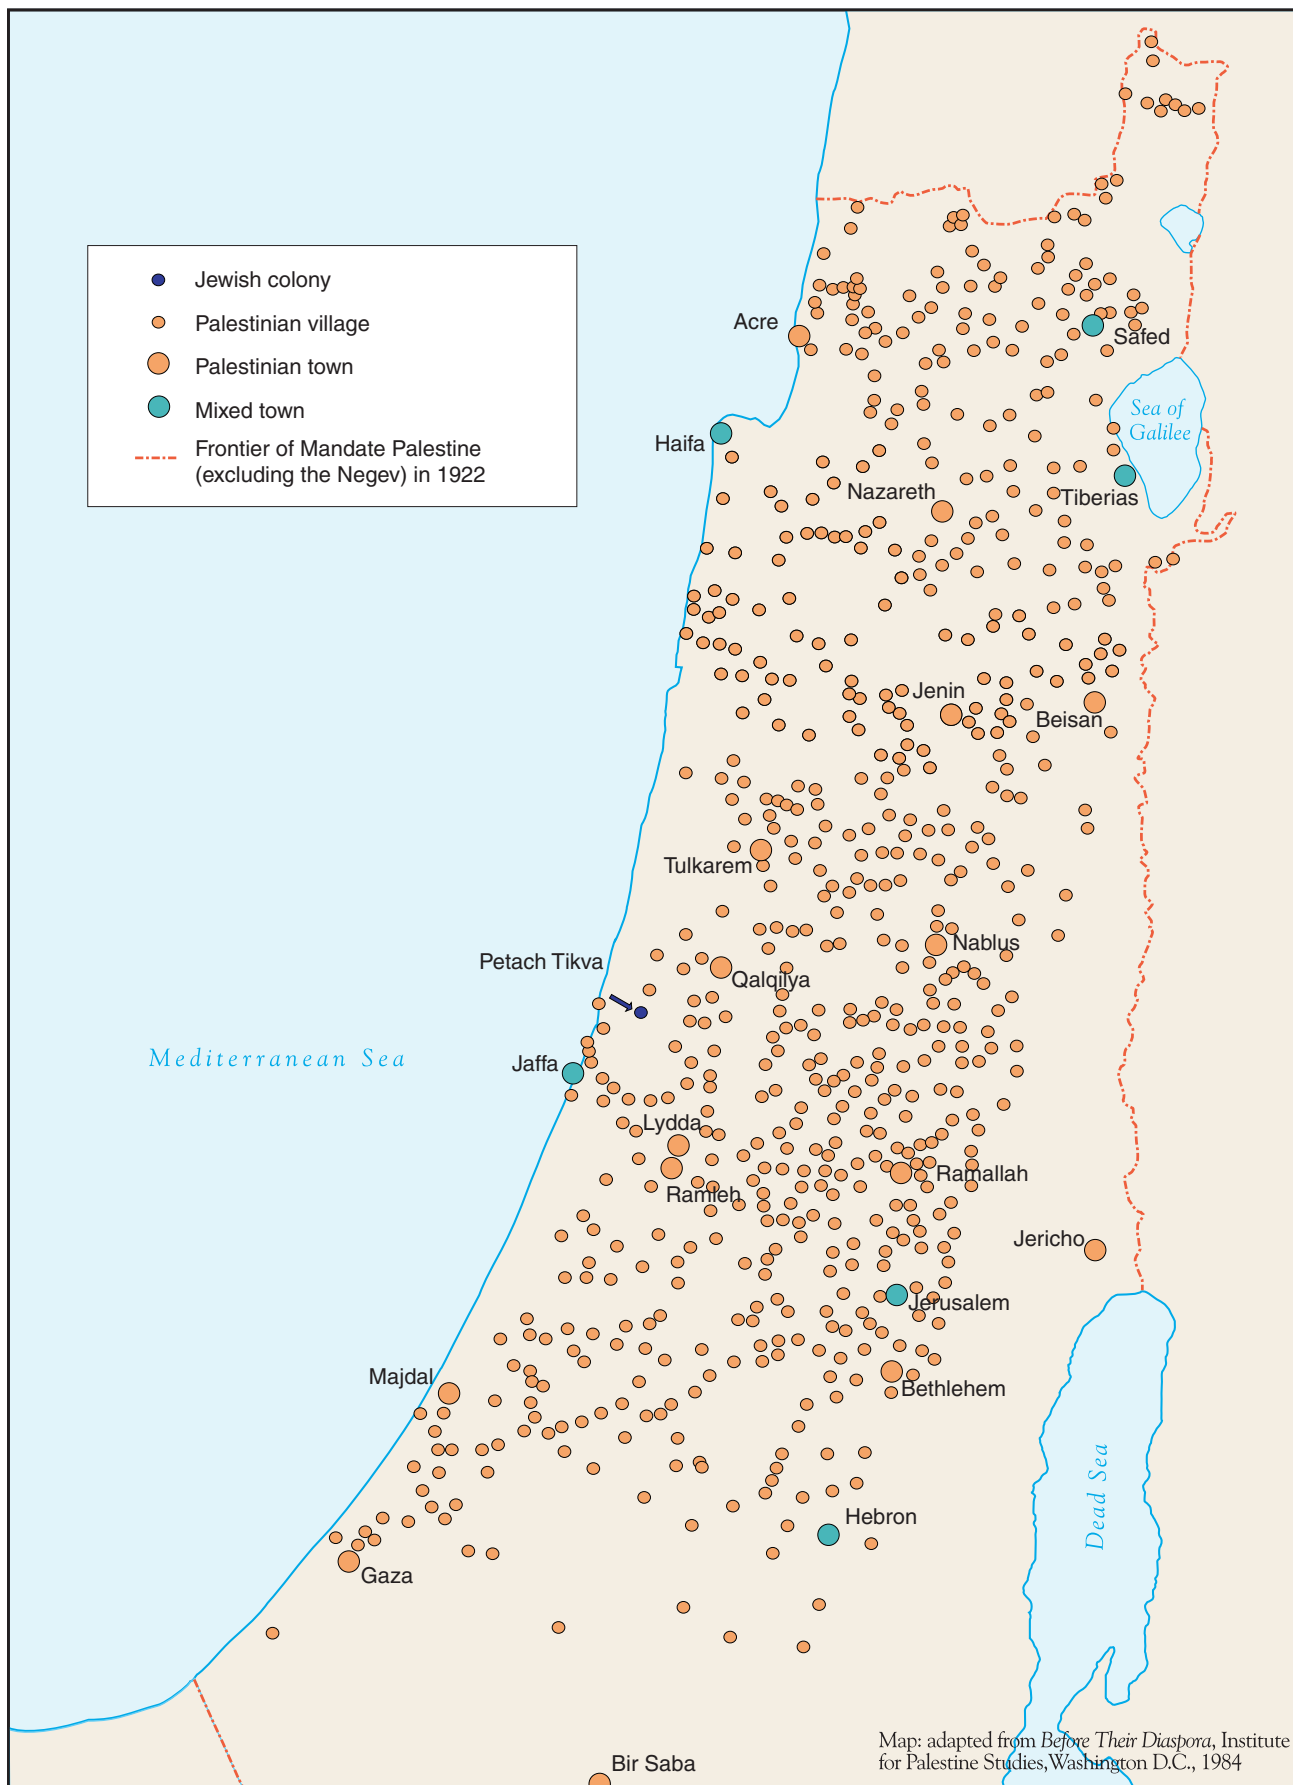 Jewish colony
Palestinian village
Palestinian town
Mixed town
Frontier of Mandate Palestine
(excluding the Negev) in 1922
Acre
Safed
Sea of
Galilee
Haifa
Nazareth
Tiberias
Jenin
Beisan
Tulkarem
Nablus
Petach Tikva
Qalqilya
Mediterranean Sea
Jaffa
Lydda
Ramleh
Ramallah
Jericho
Jerusalem
Majdal
Bethlehem
Dead Sea
Hebron
Gaza
Map: adapted from Before Their Diaspora, Institute
for Palestine Studies, Washington D.C., 1984
Bir Saba